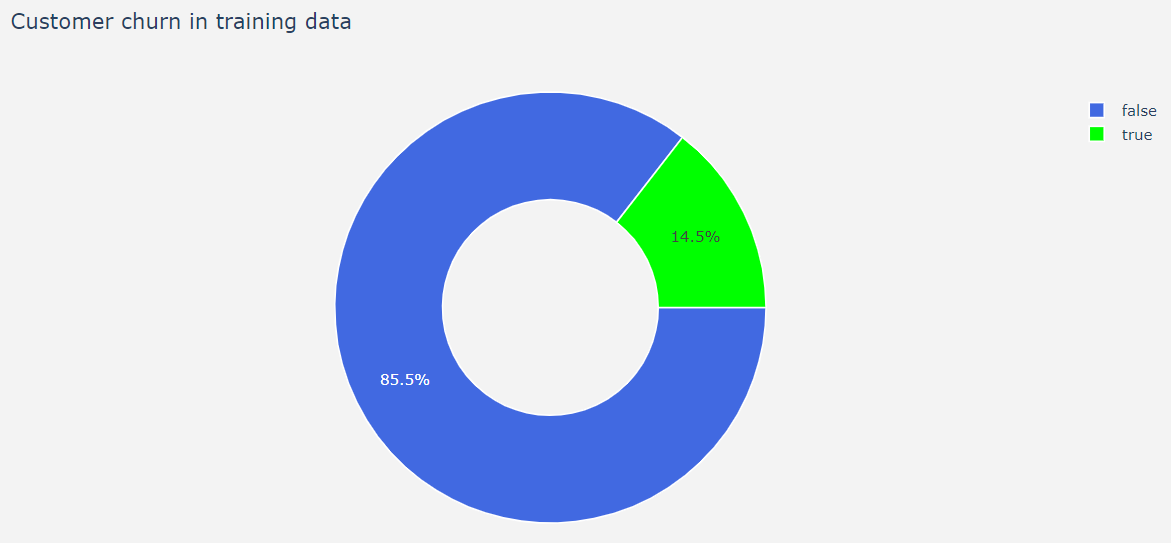 Customer churn in training data
false
true
14.5%
85.5%